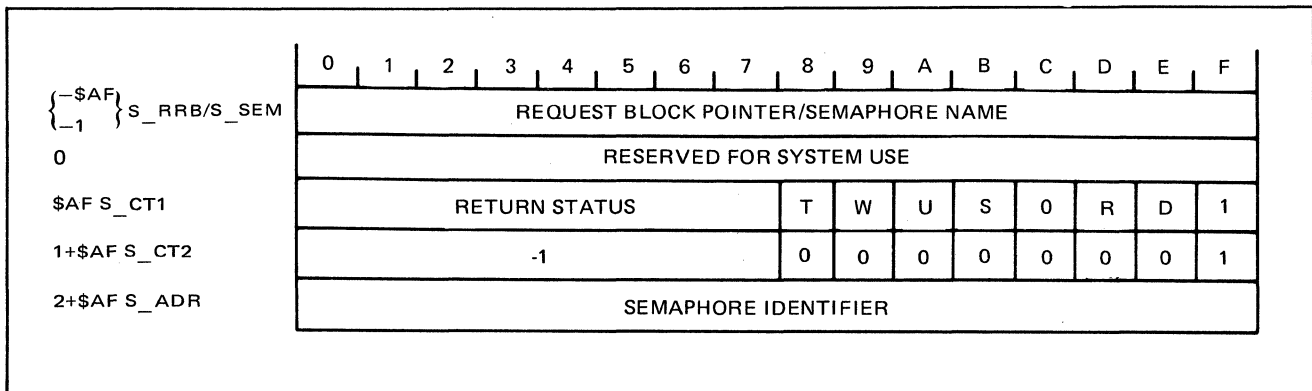 0 1 2 3 4 5 6 7 8 9 A B C D E F
{−$AF −1} S_RRB/S_SEM REQUEST BLOCK POINTER/SEMAPHORE NAME
0 RESERVED FOR SYSTEM USE
$AF S_CT1 RETURN STATUS T W U S 0 R D 1
1+$AF S_CT2 -1 0 0 0 0 0 0 0 1
2+$AF S_ADR SEMAPHORE IDENTIFIER